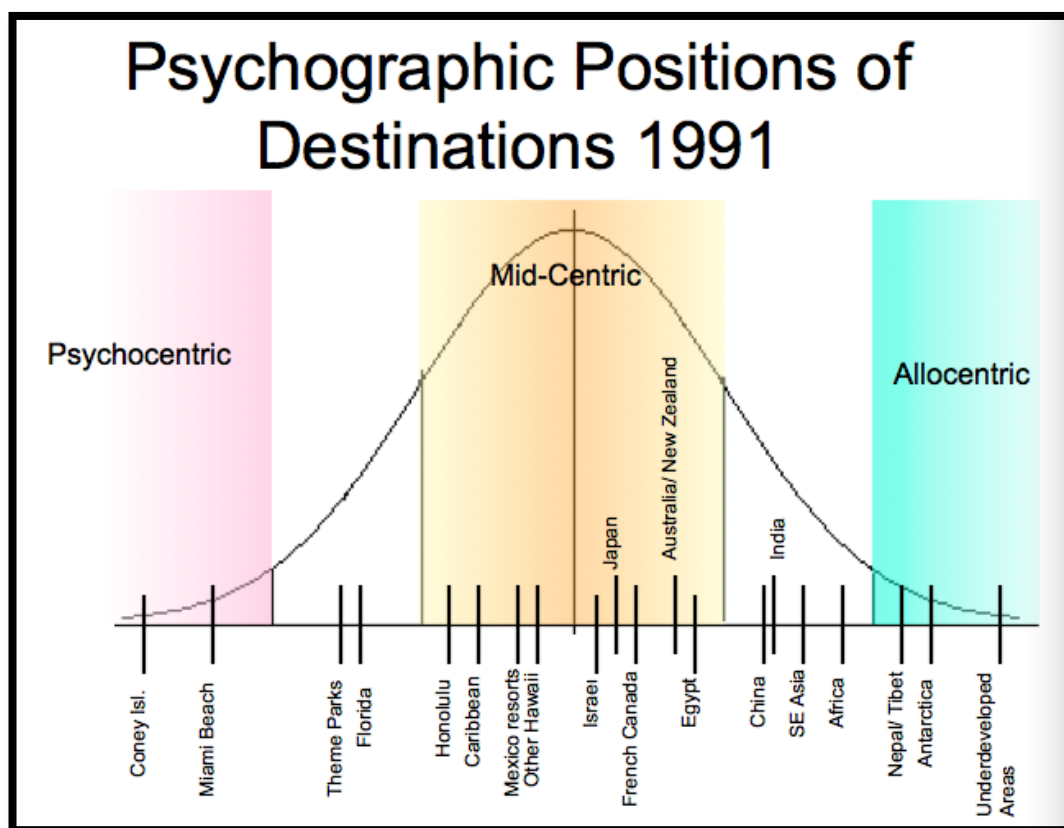 Psychographic Positions of
Destinations 1991
Mid-Centric
Psychocentric
Allocentric
Coney Isl.
Miami Beach
Theme Parks
Florida
Honolulu
Caribbean
Mexico resorts
Other Hawaii
Israel
Japan
French Canada
Australia/ New Zealand
Egypt
China
India
SE Asia
Africa
Nepal/ Tibet
Antarctica
Underdeveloped
Areas